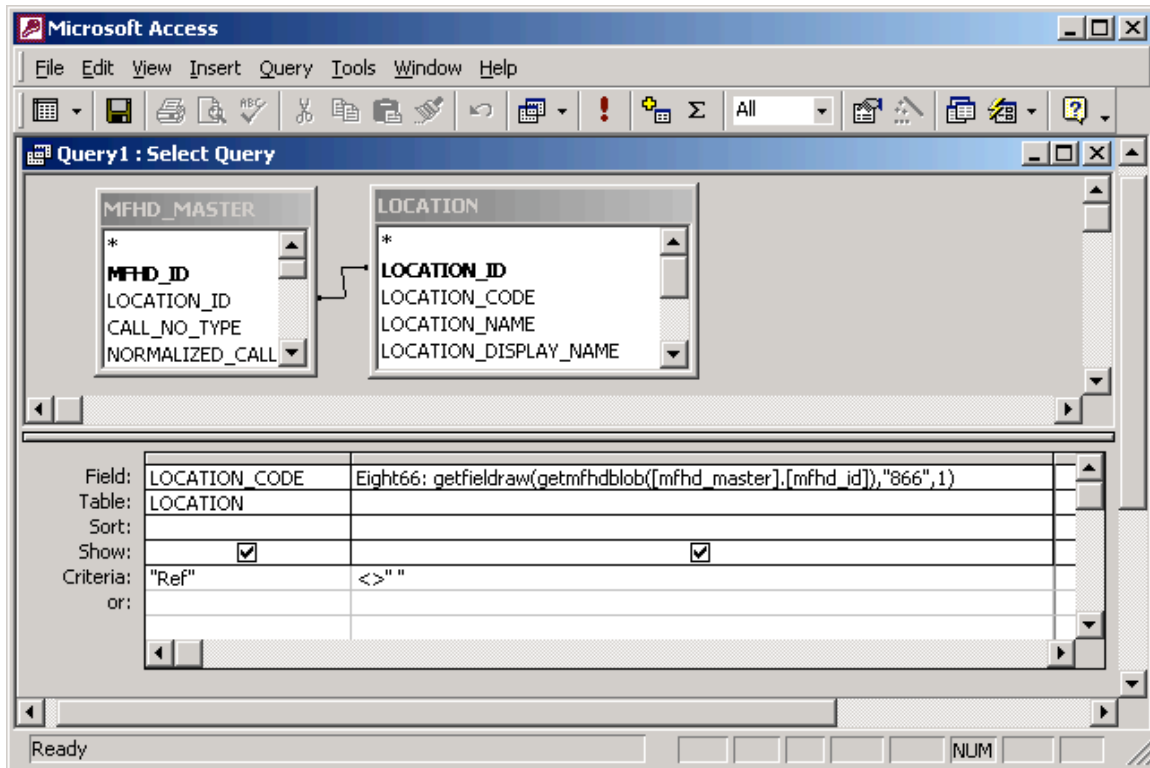 Microsoft Access
File Edit View Insert Query Tools Window Help
ABC Σ All
Query1 : Select Query
MFHD_MASTER
*
MFHD_ID
LOCATION_ID
CALL_NO_TYPE
NORMALIZED_CALL
LOCATION
*
LOCATION_ID
LOCATION_CODE
LOCATION_NAME
LOCATION_DISPLAY_NAME
Field: LOCATION_CODE Eight66: getfieldraw(getmfhdblob([mfhd_master].[mfhd_id]),"866",1)
Table: LOCATION
Sort:
Show:
Criteria: "Ref" <>" "
or:
Ready NUM